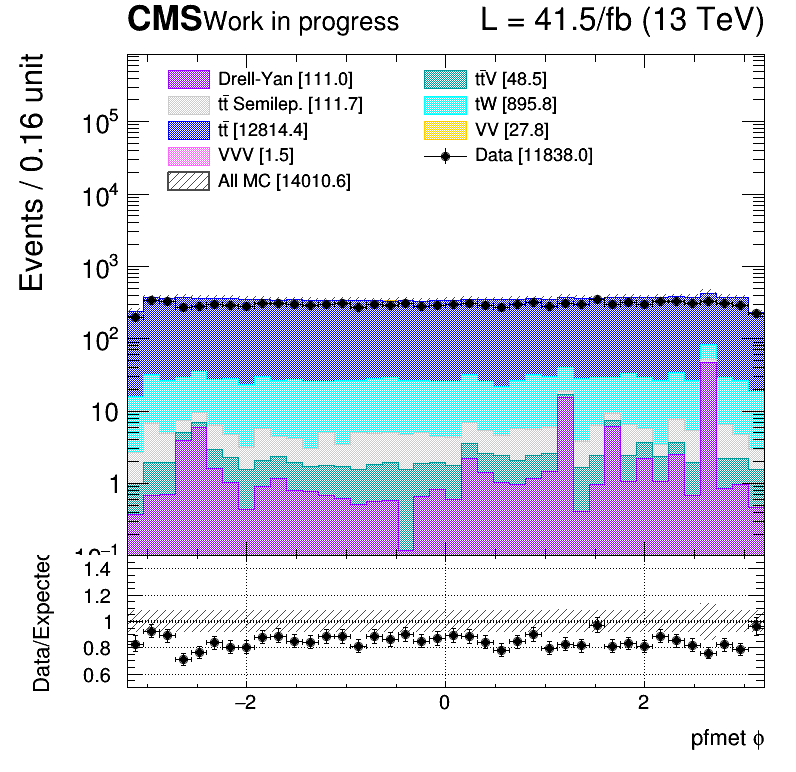 CMS Work in progress L = 41.5/fb (13 TeV)
Events / 0.16 unit
Drell-Yan [111.0]
tt̄ Semilep. [111.7]
tt̄ [12814.4]
VVV [1.5]
All MC [14010.6]
tt̄V [48.5]
tW [895.8]
VV [27.8]
Data [11838.0]
10⁵
10⁴
10³
10²
10
1
10⁻¹
Data/Expected
1.4
1.2
1
0.8
0.6
−2 0 2
pfmet ϕ